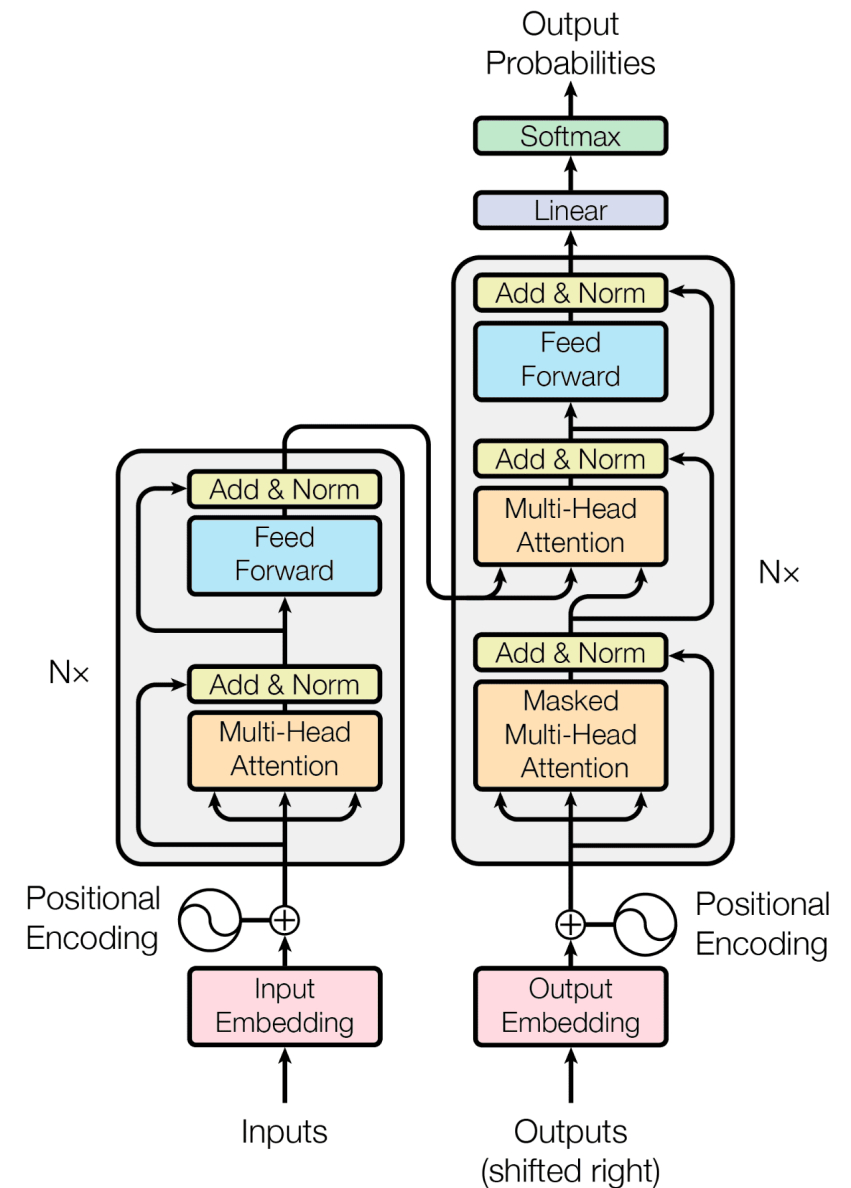 Output
Probabilities
Softmax
Linear
Add & Norm
Feed
Forward
Add & Norm
Multi-Head
Attention
Add & Norm
Masked
Multi-Head
Attention
N×
Add & Norm
Feed
Forward
Add & Norm
Multi-Head
Attention
N×
Positional
Encoding
Positional
Encoding
Input
Embedding
Output
Embedding
Inputs
Outputs
(shifted right)